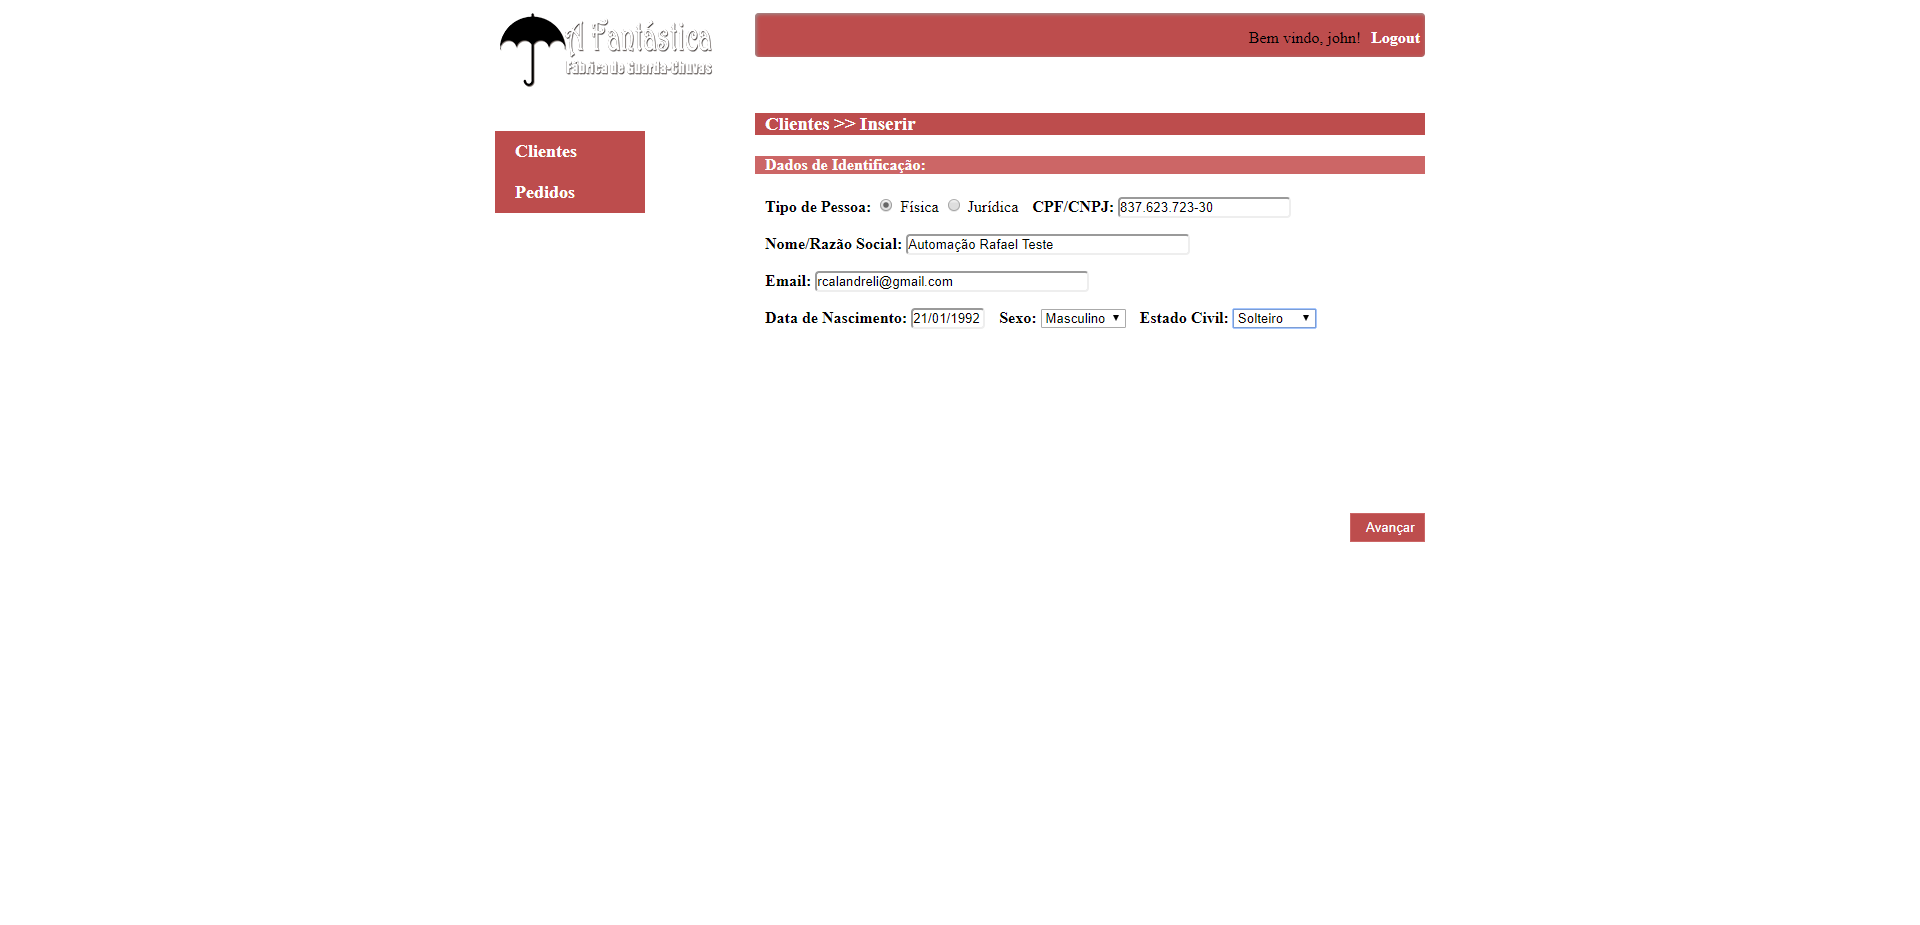 A Fantástica
Fábrica de Guarda-Chuvas
Bem vindo, john! Logout
Clientes
Pedidos
Clientes >> Inserir
Dados de Identificação:
Tipo de Pessoa: Física Jurídica CPF/CNPJ: 837.623.723-30
Nome/Razão Social: Automação Rafael Teste
Email: rcalandreli@gmail.com
Data de Nascimento: 21/01/1992 Sexo: Masculino Estado Civil: Solteiro
Avançar